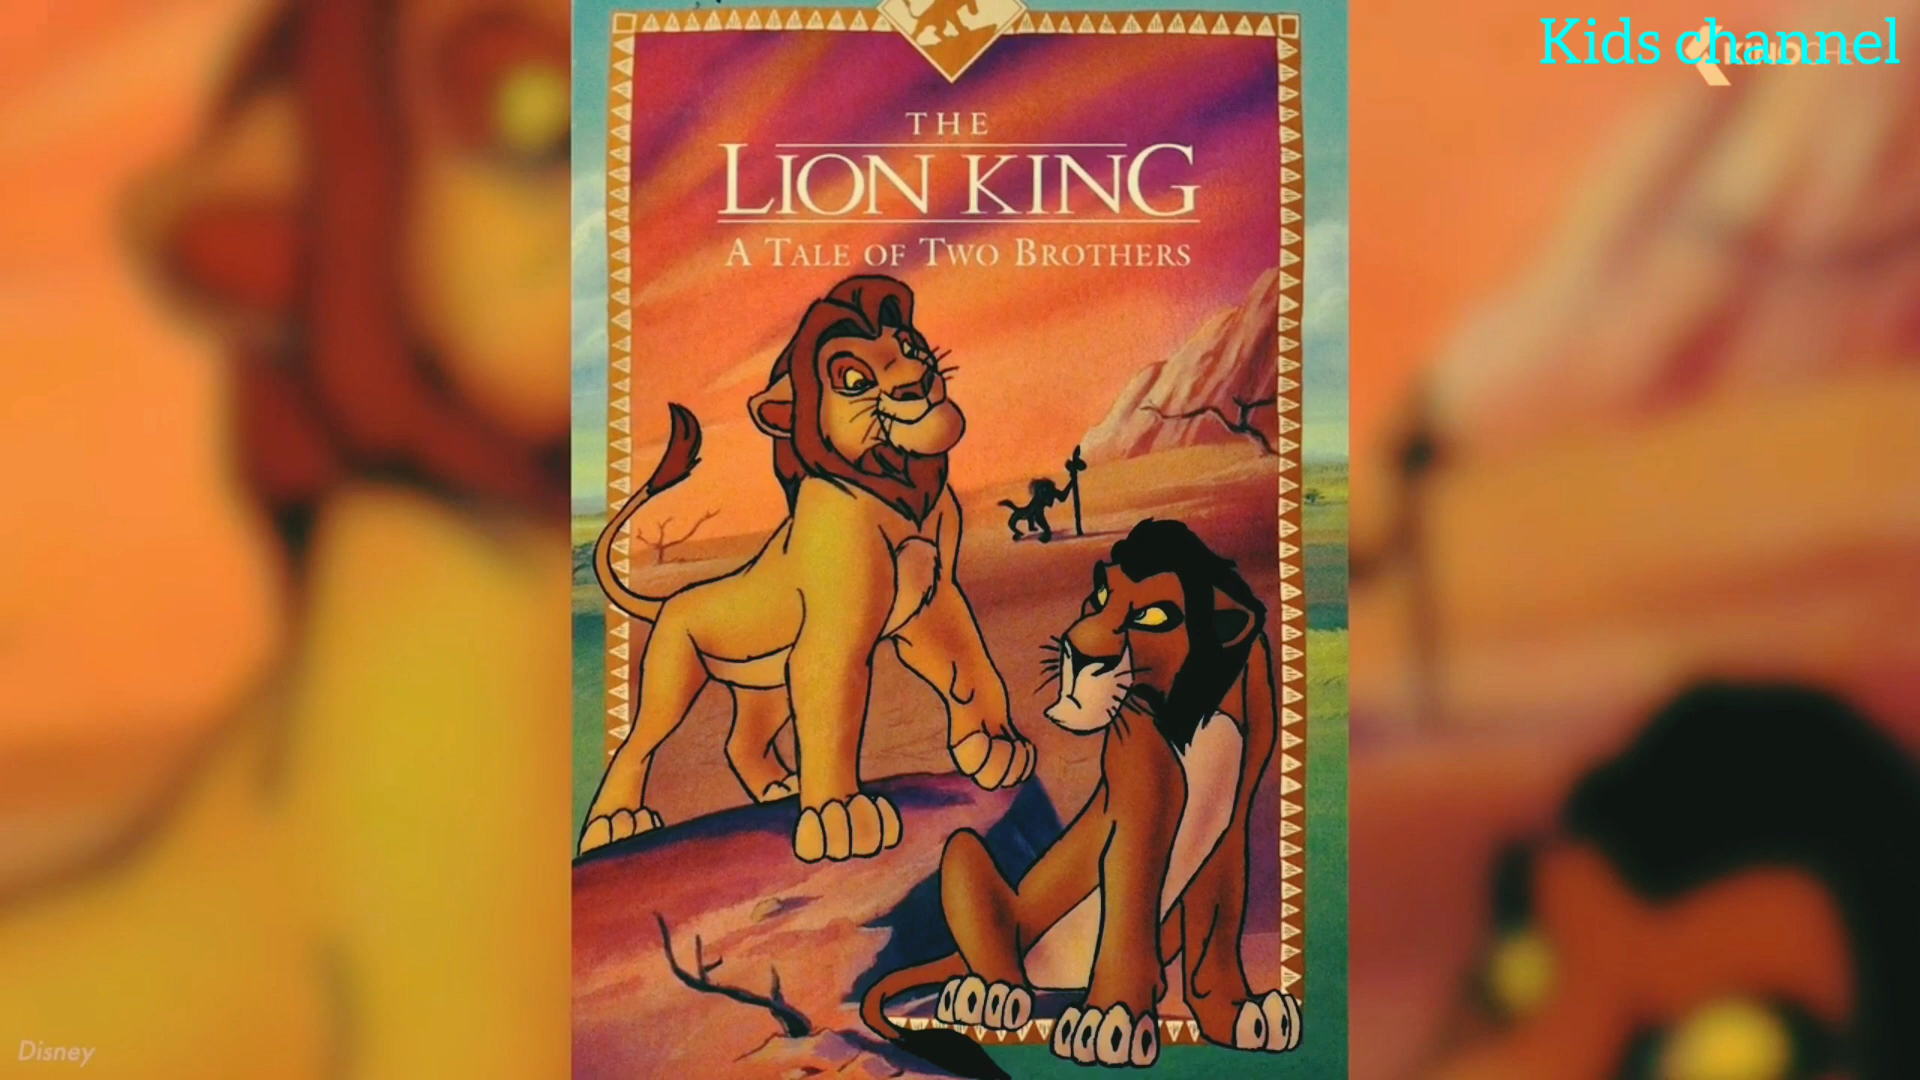 Kids channel
THE
LION KING
A TALE OF TWO BROTHERS
Disney